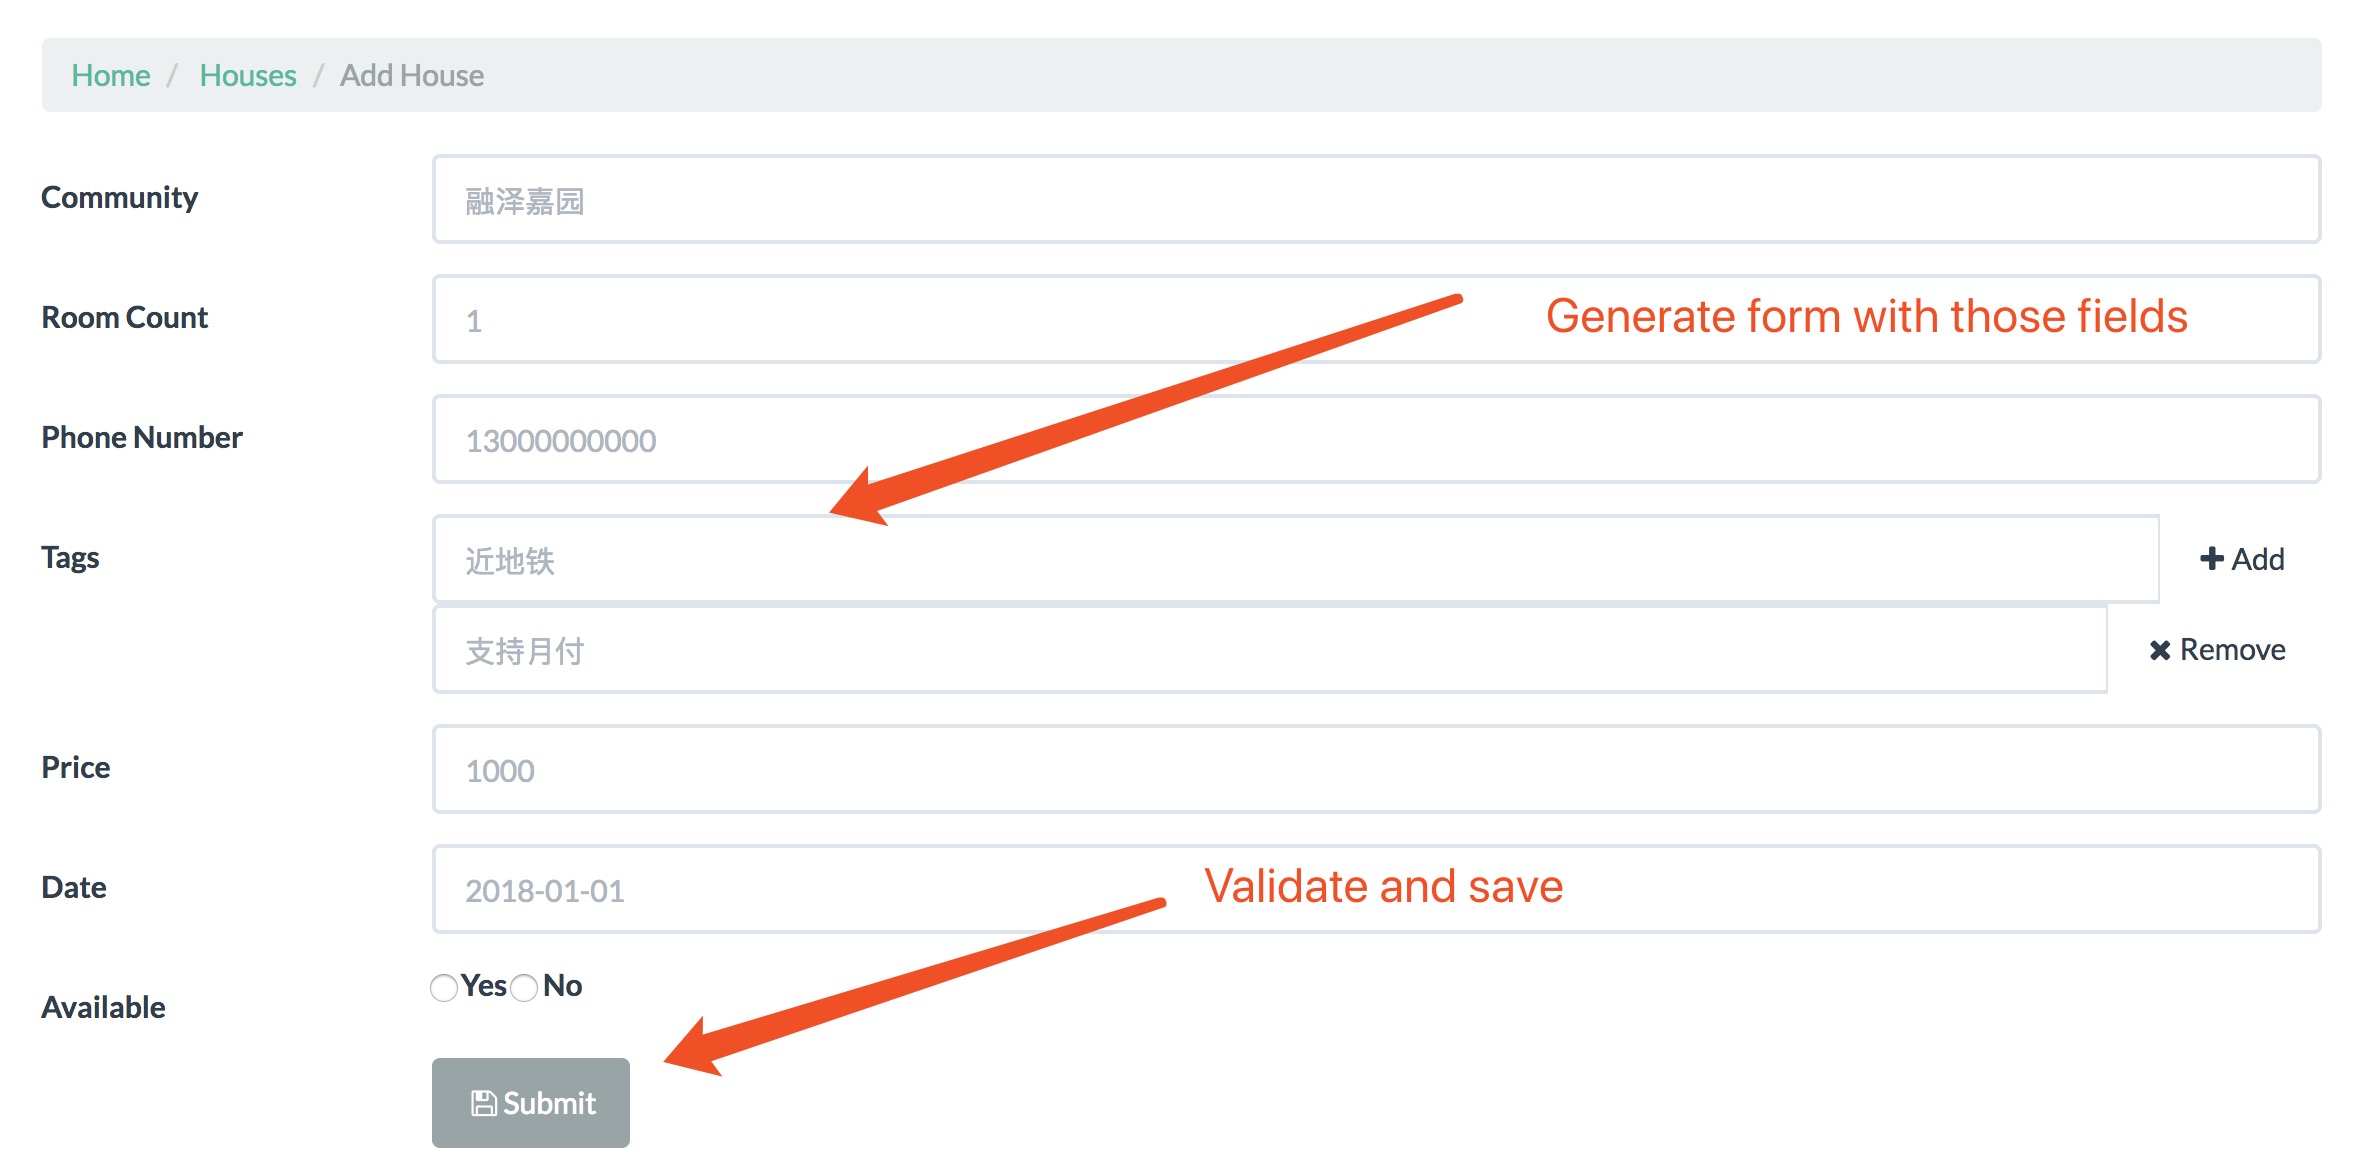 Home / Houses / Add House
Community
融泽嘉园
Room Count
1
Generate form with those fields
Phone Number
13000000000
Tags
近地铁
Add
支持月付
Remove
Price
1000
Date
2018-01-01
Validate and save
Available
Yes No
Submit